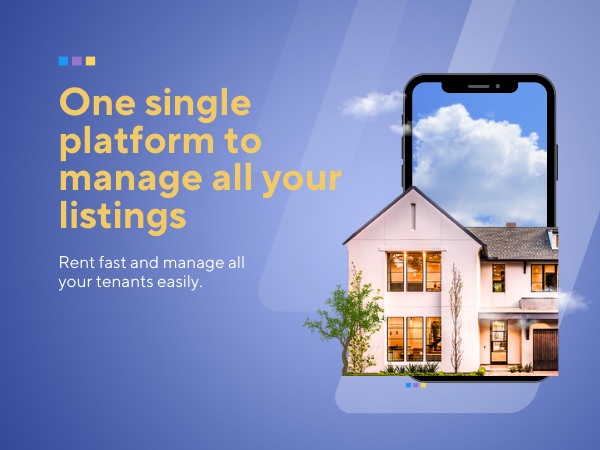 One single
platform to
manage all your
listings
Rent fast and manage all
your tenants easily.